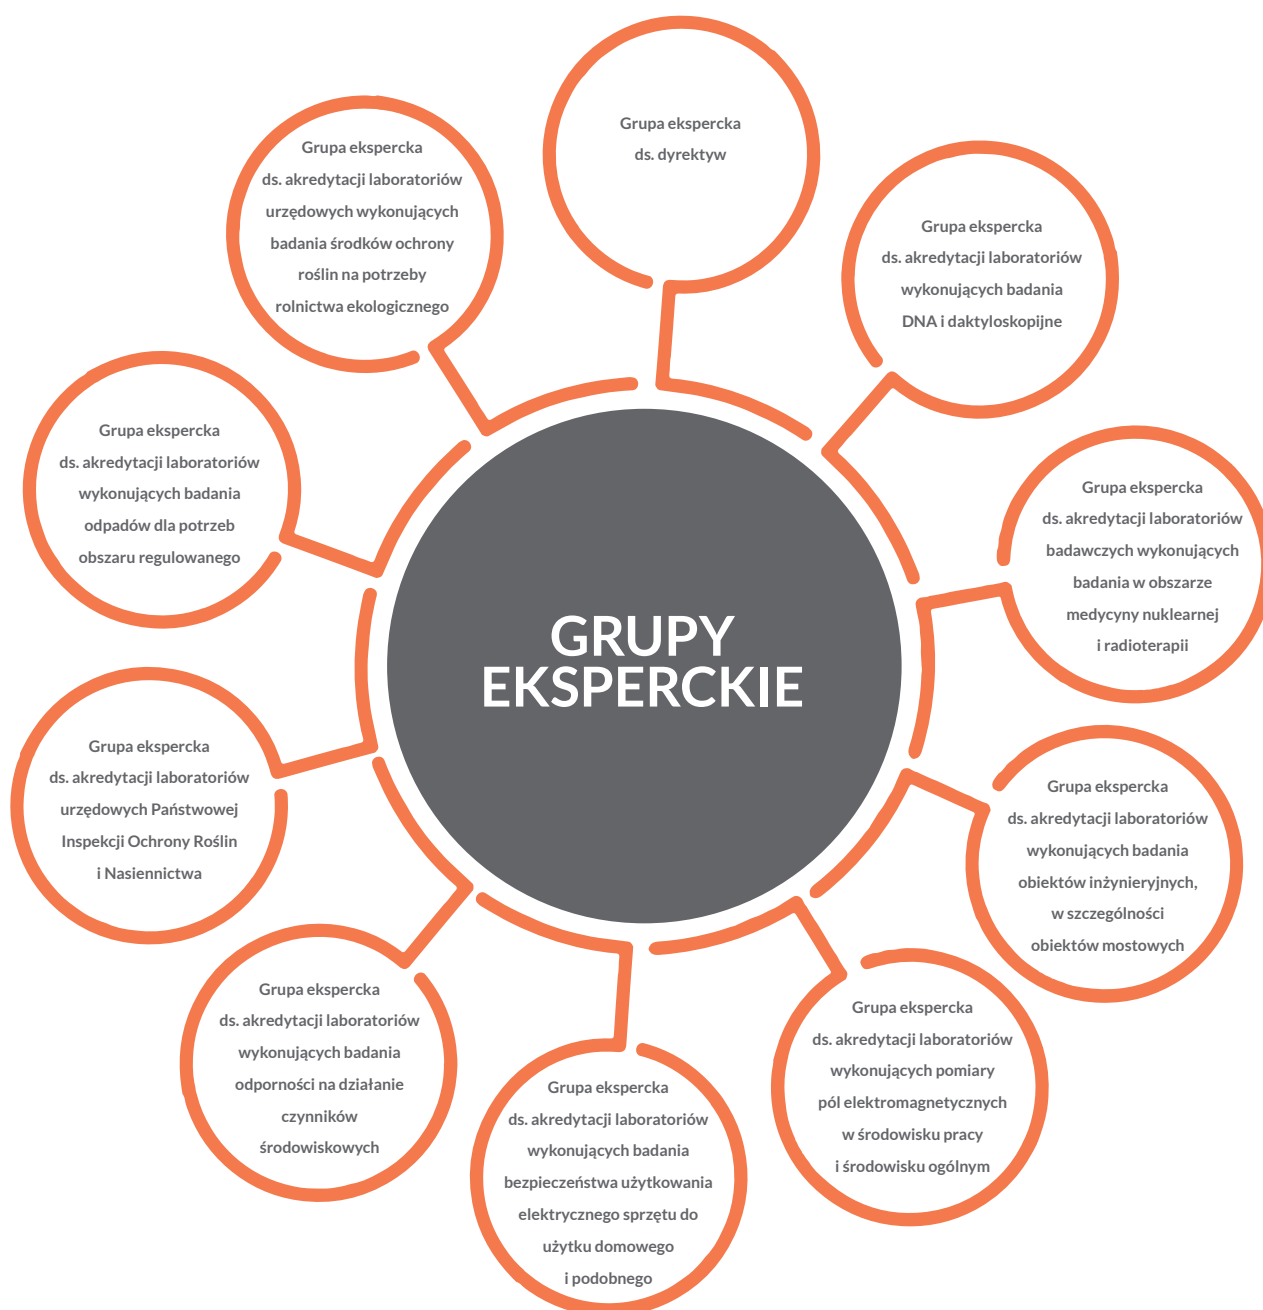 Grupa ekspercka
ds. dyrektyw
Grupa ekspercka
ds. akredytacji laboratoriów
wykonujących badania
DNA i daktyloskopijne
Grupa ekspercka
ds. akredytacji laboratoriów
badawczych wykonujących
badania w obszarze
medycyny nuklearnej
i radioterapii
Grupa ekspercka
ds. akredytacji laboratoriów
wykonujących badania
obiektów inżynieryjnych,
w szczególności
obiektów mostowych
Grupa ekspercka
ds. akredytacji laboratoriów
wykonujących pomiary
pól elektromagnetycznych
w środowisku pracy
i środowisku ogólnym
Grupa ekspercka
ds. akredytacji laboratoriów
wykonujących badania
bezpieczeństwa użytkowania
elektrycznego sprzętu do
użytku domowego
i podobnego
Grupa ekspercka
ds. akredytacji laboratoriów
wykonujących badania
odporności na działanie
czynników
środowiskowych
Grupa ekspercka
ds. akredytacji laboratoriów
urzędowych Państwowej
Inspekcji Ochrony Roślin
i Nasiennictwa
Grupa ekspercka
ds. akredytacji laboratoriów
wykonujących badania
odpadów dla potrzeb
obszaru regulowanego
Grupa ekspercka
ds. akredytacji laboratoriów
urzędowych wykonujących
badania środków ochrony
roślin na potrzeby
rolnictwa ekologicznego
GRUPY
EKSPERCKIE